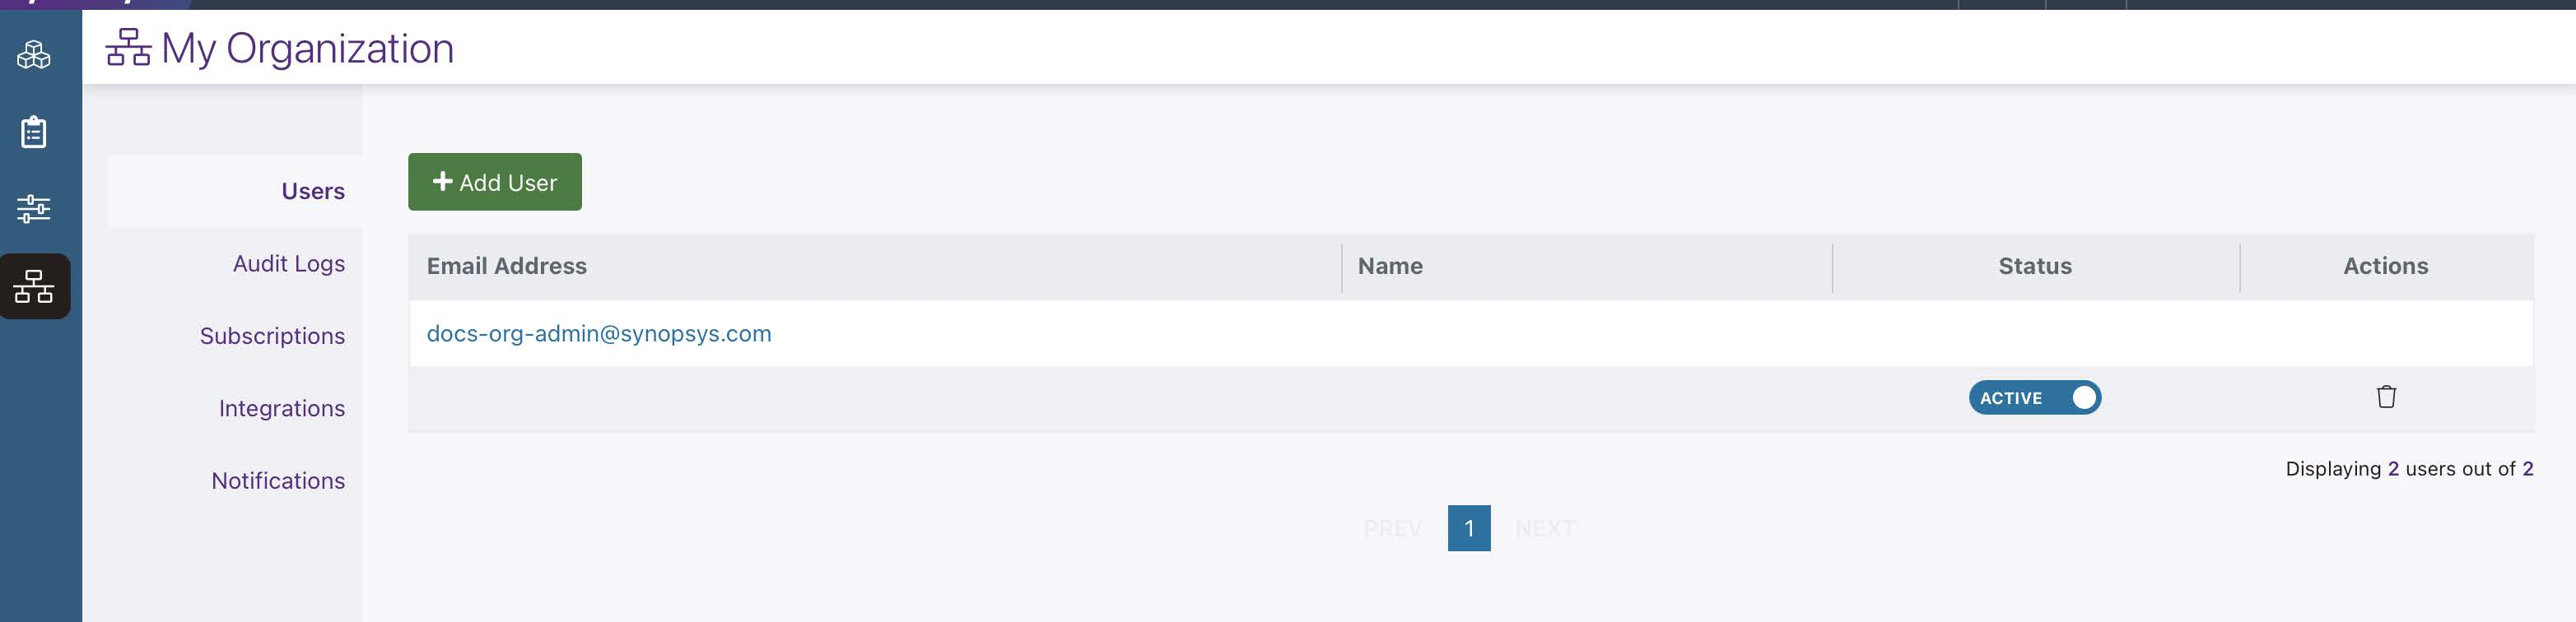 My Organization
Users
Audit Logs
Subscriptions
Integrations
Notifications
Add User
Email Address Name Status Actions
docs-org-admin@synopsys.com
ACTIVE
Displaying 2 users out of 2
PREV 1 NEXT